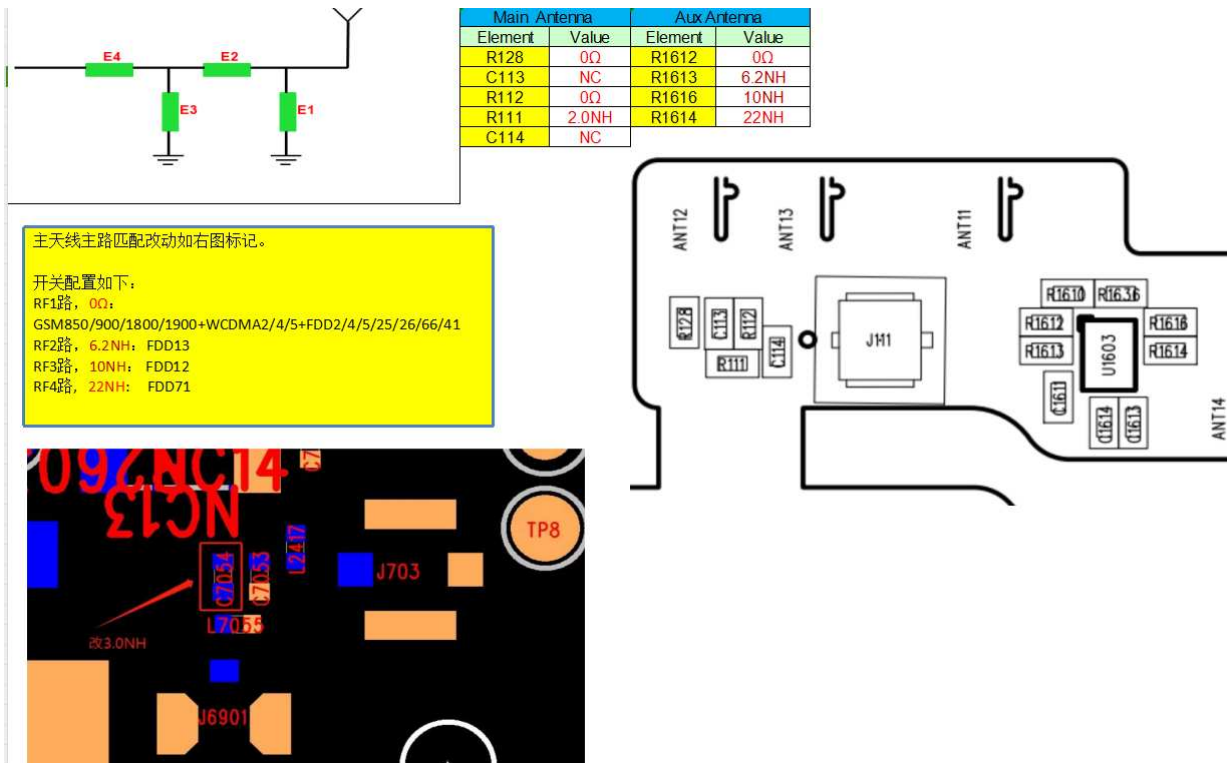 E4
E2
E3
E1
Main Antenna Aux Antenna
Element Value Element Value
R128 0Ω R1612 0Ω
C113 NC R1613 6.2NH
R112 0Ω R1616 10NH
R111 2.0NH R1614 22NH
C114 NC
主天线主路匹配改动如右图标记。
开关配置如下：
RF1路，0Ω：
GSM850/900/1800/1900+WCDMA2/4/5+FDD2/4/5/25/26/66/41
RF2路，6.2NH：FDD13
RF3路，10NH：FDD12
RF4路，22NH： FDD71
ANT12
ANT13
ANT11
R128
C113
R112
C114
R111
J111
R1610
R1636
R1612
R1616
R1613
R1614
U1603
C1611
C1614
C1613
ANT14
092NC14
NC13
C7054
C7053
L2417
J703
TP8
L7055
改3.0NH
J6901